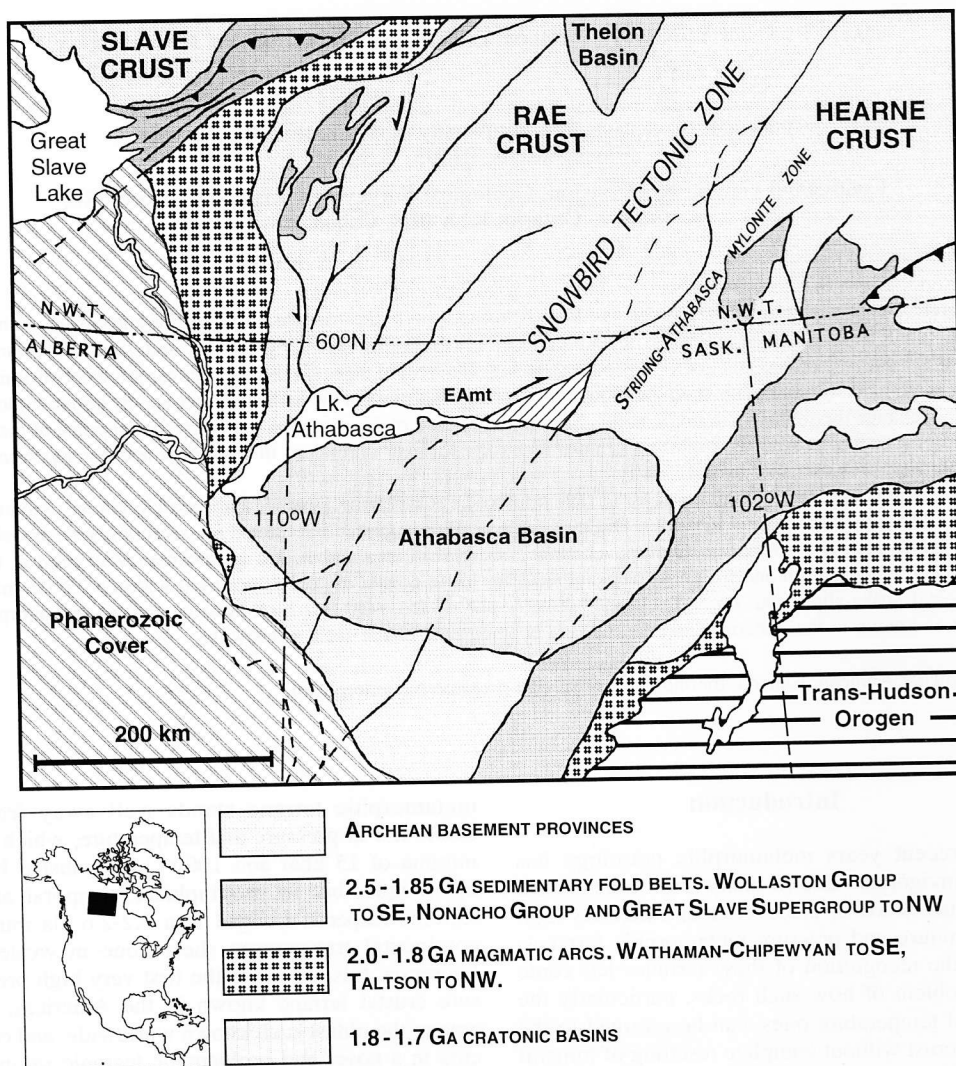 SLAVE
CRUST
Thelon
Basin
Great
Slave
Lake
RAE
CRUST
HEARNE
CRUST
SNOWBIRD TECTONIC ZONE
STRIDING-ATHABASCA MYLONITE ZONE
N.W.T.
ALBERTA
60ºN
N.W.T.
SASK. MANITOBA
EAmt
Lk.
Athabasca
110ºW
102ºW
Athabasca Basin
Phanerozoic
Cover
200 km
Trans-Hudson
Orogen
ARCHEAN BASEMENT PROVINCES
2.5 - 1.85 GA SEDIMENTARY FOLD BELTS. WOLLASTON GROUP
TO SE, NONACHO GROUP AND GREAT SLAVE SUPERGROUP TO NW
2.0 - 1.8 GA MAGMATIC ARCS. WATHAMAN-CHIPEWYAN TO SE,
TALTSON TO NW.
1.8 - 1.7 GA CRATONIC BASINS